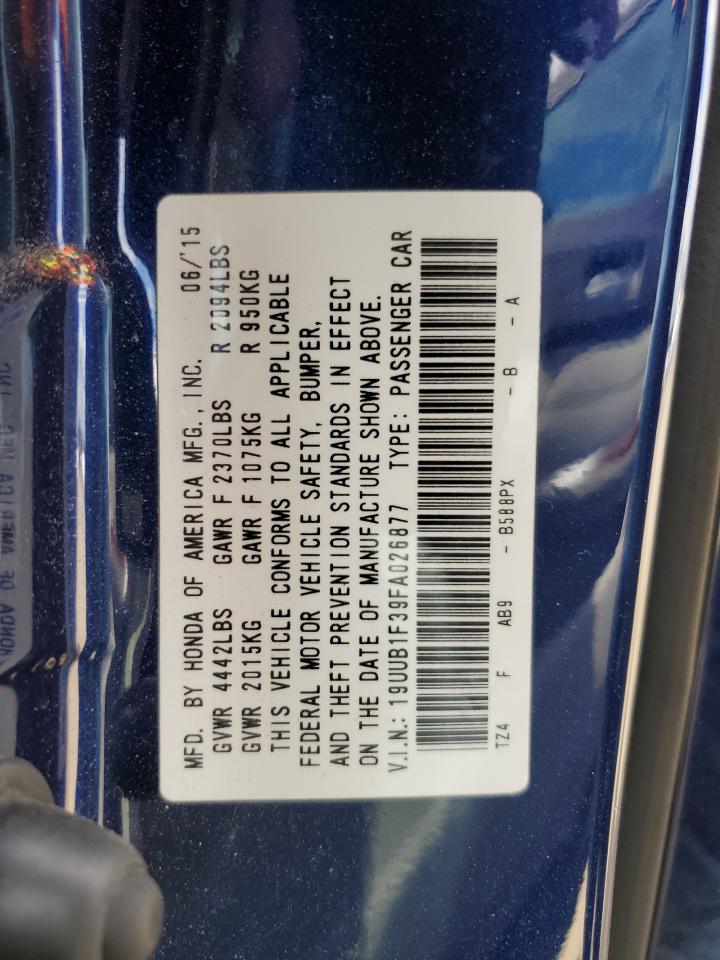 MFD. BY HONDA OF AMERICA MFG., INC. 06/'15
GVWR 4442LBS GAWR F 2370LBS R 2094LBS
GVWR 2015KG GAWR F 1075KG R 950KG
THIS VEHICLE CONFORMS TO ALL APPLICABLE
FEDERAL MOTOR VEHICLE SAFETY, BUMPER,
AND THEFT PREVENTION STANDARDS IN EFFECT
ON THE DATE OF MANUFACTURE SHOWN ABOVE.
V.I.N.: 19UUB1F39FA026877 TYPE: PASSENGER CAR
TZ4 F AB9 - B588PX - B - A